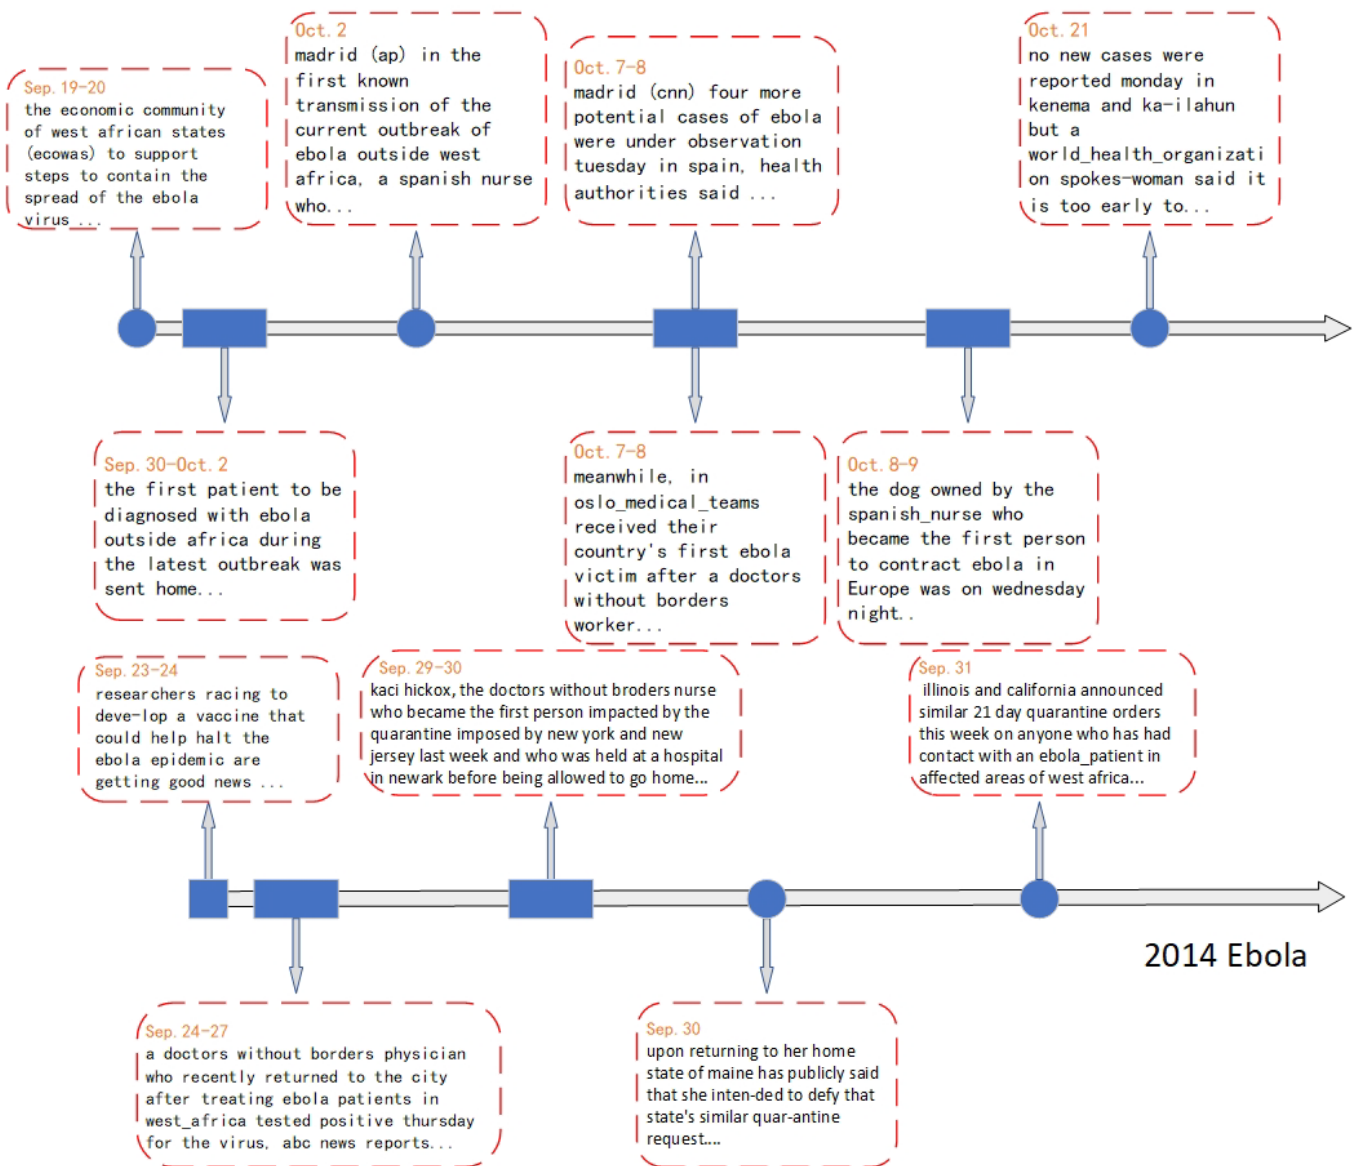 Sep. 19-20
the economic community
of west african states
(ecowas) to support
steps to contain the
spread of the ebola
virus ...
Oct. 2
madrid (ap) in the
first known
transmission of the
current outbreak of
ebola outside west
africa, a spanish nurse
who...
Oct. 7-8
madrid (cnn) four more
potential cases of ebola
were under observation
tuesday in spain, health
authorities said ...
Oct. 21
no new cases were
reported monday in
kenema and ka-ilahun
but a
world_health_organizati
on spokes-woman said it
is too early to...
Sep. 30-Oct. 2
the first patient to be
diagnosed with ebola
outside africa during
the latest outbreak was
sent home...
Oct. 7-8
meanwhile, in
oslo_medical_teams
received their
country's first ebola
victim after a doctors
without borders
worker...
Oct. 8-9
the dog owned by the
spanish_nurse who
became the first person
to contract ebola in
Europe was on wednesday
night..
Sep. 23-24
researchers racing to
deve-lop a vaccine that
could help halt the
ebola epidemic are
getting good news ...
Sep. 29-30
kaci hickox, the doctors without broders nurse
who became the first person impacted by the
quarantine imposed by new york and new
jersey last week and who was held at a hospital
in newark before being allowed to go home...
Sep. 31
illinois and california announced
similar 21 day quarantine orders
this week on anyone who has had
contact with an ebola_patient in
affected areas of west africa...
2014 Ebola
Sep. 24-27
a doctors without borders physician
who recently returned to the city
after treating ebola patients in
west_africa tested positive thursday
for the virus, abc news reports...
Sep. 30
upon returning to her home
state of maine has publicly said
that she inten-ded to defy that
state's similar quar-antine
request....